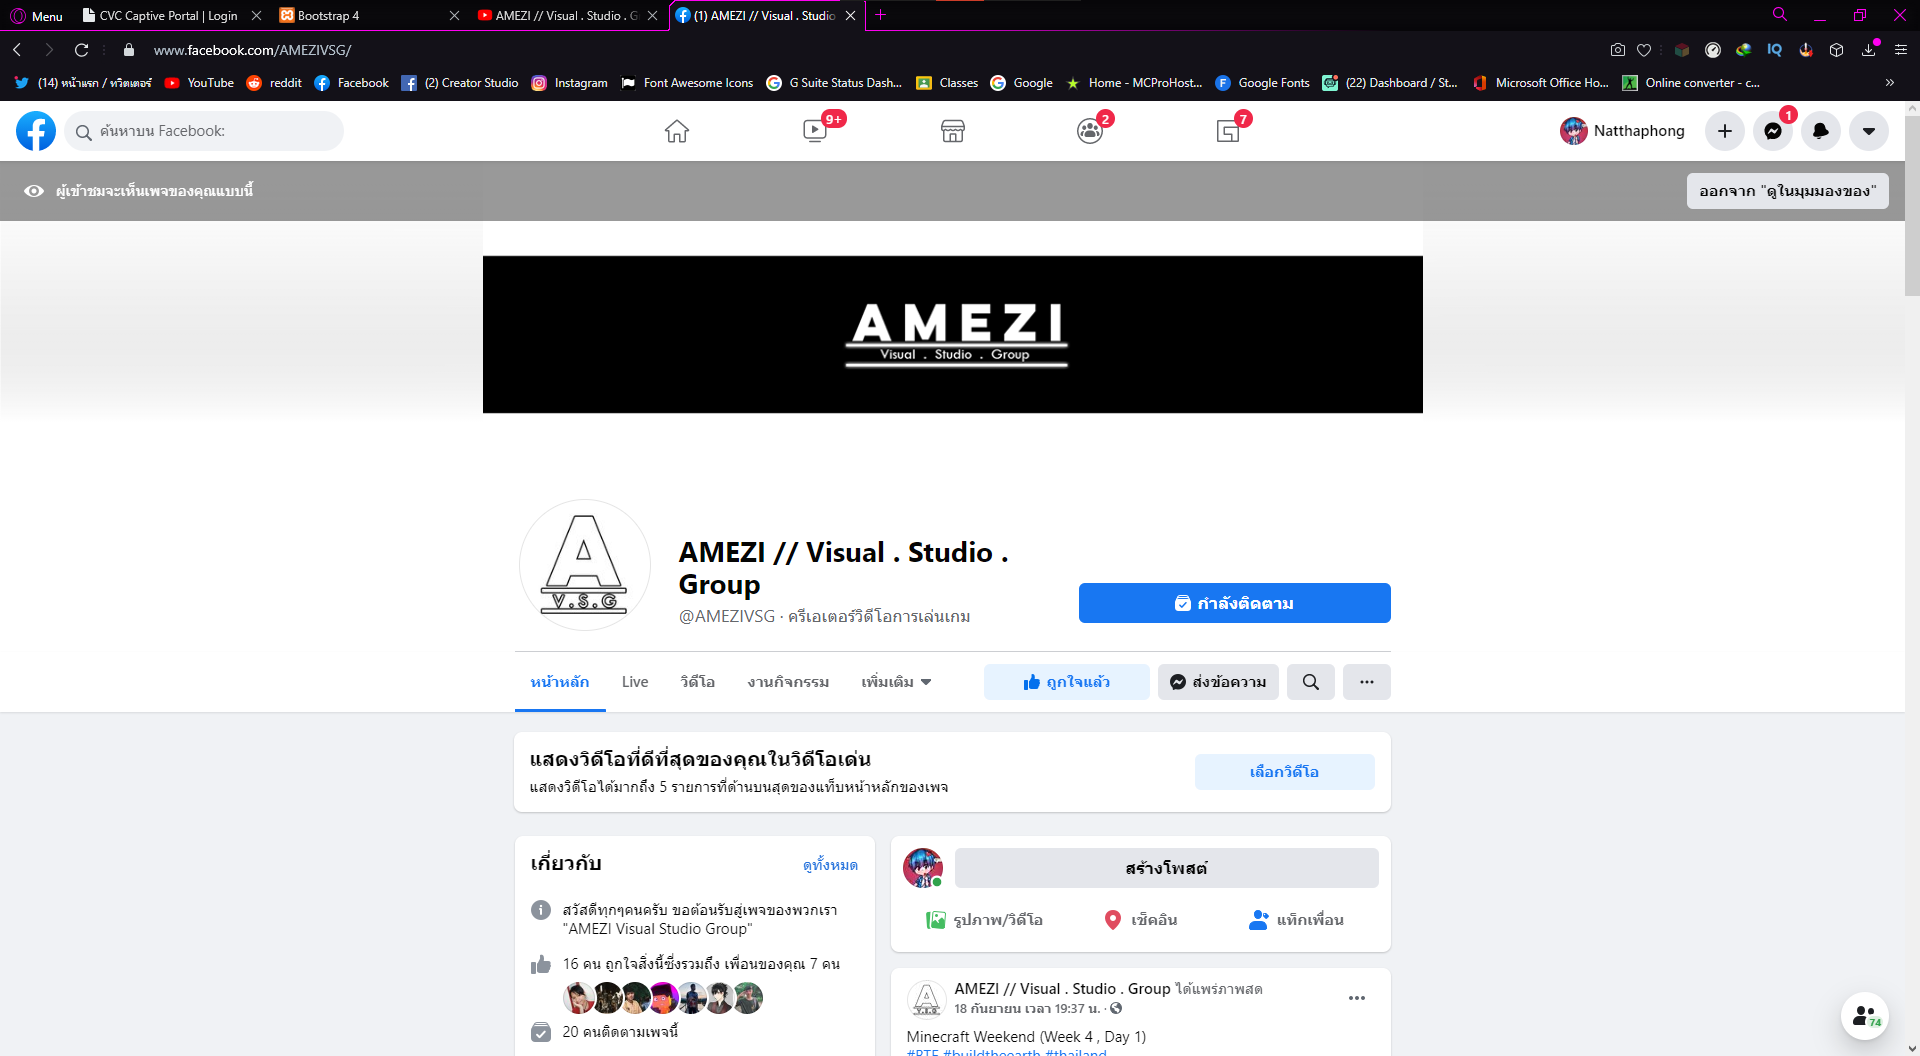 Menu
CVC Captive Portal | Login
Bootstrap 4
AMEZI // Visual . Studio . G
(1) AMEZI // Visual . Studio
www.facebook.com/AMEZIVSG/
IQ
(14) หน้าแรก / ทวิตเตอร์
YouTube
reddit
Facebook
(2) Creator Studio
Instagram
Font Awesome Icons
G Suite Status Dash...
Classes
Google
Home - MCProHost...
Google Fonts
(22) Dashboard / St...
Microsoft Office Ho...
Online converter - c...
ค้นหาบน Facebook:
9+
2
7
Natthaphong
1
ผู้เข้าชมจะเห็นเพจของคุณแบบนี้
ออกจาก "ดูในมุมมองของ"
AMEZI
Visual . Studio . Group
A
V.S.G
AMEZI // Visual . Studio .
Group
@AMEZIVSG · ครีเอเตอร์วิดีโอการเล่นเกม
กำลังติดตาม
หน้าหลัก
Live
วิดีโอ
งานกิจกรรม
เพิ่มเติม
ถูกใจแล้ว
ส่งข้อความ
แสดงวิดีโอที่ดีที่สุดของคุณในวิดีโอเด่น
แสดงวิดีโอได้มากถึง 5 รายการที่ด้านบนสุดของแท็บหน้าหลักของเพจ
เลือกวิดีโอ
เกี่ยวกับ
ดูทั้งหมด
สวัสดีทุกๆคนครับ ขอต้อนรับสู่เพจของพวกเรา
"AMEZI Visual Studio Group"
16 คน ถูกใจสิ่งนี้ซึ่งรวมถึง เพื่อนของคุณ 7 คน
20 คนติดตามเพจนี้
สร้างโพสต์
รูปภาพ/วิดีโอ
เช็คอิน
แท็กเพื่อน
AMEZI // Visual . Studio . Group ได้แพร่ภาพสด
18 กันยายน เวลา 19:37 น. ·
Minecraft Weekend (Week 4 , Day 1)
#BTE #buildtheearth #thailand
74